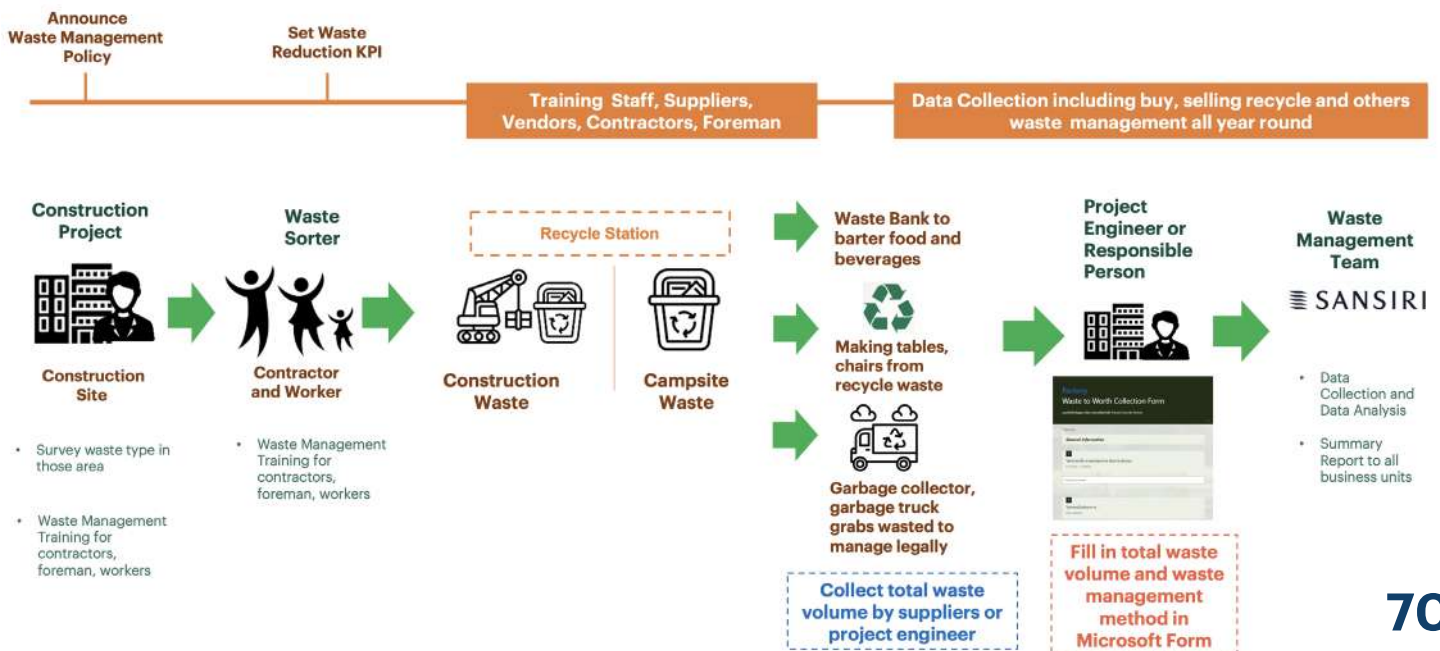 Announce
Waste Management
Policy
Set Waste
Reduction KPI
Training Staff, Suppliers,
Vendors, Contractors, Foreman
Data Collection including buy, selling recycle and others
waste management all year round
Construction
Project
Construction
Site
• Survey waste type in
those area
• Waste Management
Training for
contractors,
foreman, workers
Waste
Sorter
Contractor
and Worker
• Waste Management
Training for
contractors,
foreman, workers
Recycle Station
Construction
Waste
Campsite
Waste
Waste Bank to
barter food and
beverages
Making tables,
chairs from
recycle waste
Garbage collector,
garbage truck
grabs wasted to
manage legally
Collect total waste
volume by suppliers or
project engineer
Project
Engineer or
Responsible
Person
Waste to Worth Collection Form
General Information
Fill in total waste
volume and waste
management
method in
Microsoft Form
Waste
Management
Team
SANSIRI
• Data
Collection and
Data Analysis
• Summary
Report to all
business units
70